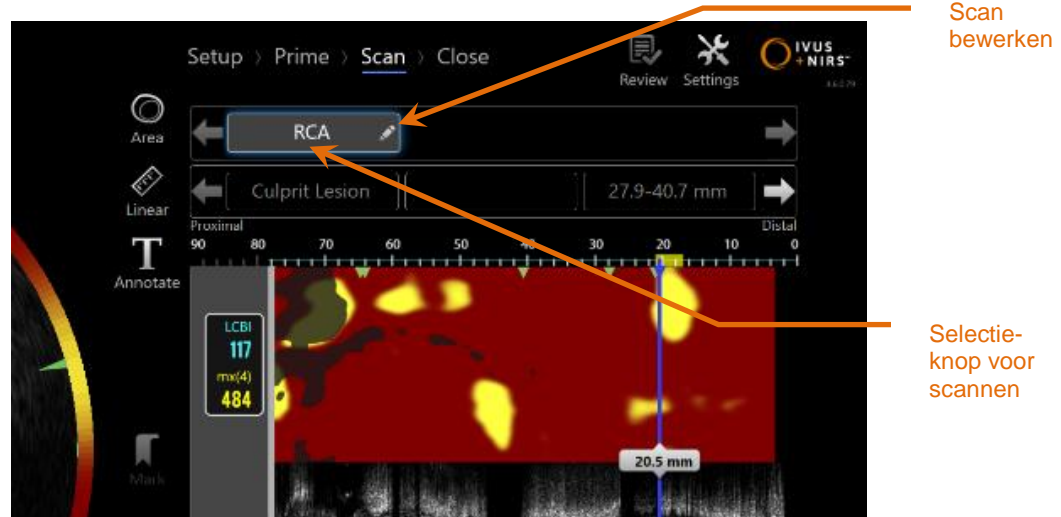 Scan
bewerken
Setup > Prime > Scan > Close
Review
Settings
IVUS
+NIRS
Area
RCA
Linear
Culprit Lesion
27.9-40.7 mm
Proximal
Distal
90 80 70 60 50 40 30 20 10 0
Annotate
LCBI
117
mx(4)
484
Selectie-
knop voor
scannen
20.5 mm
Mark